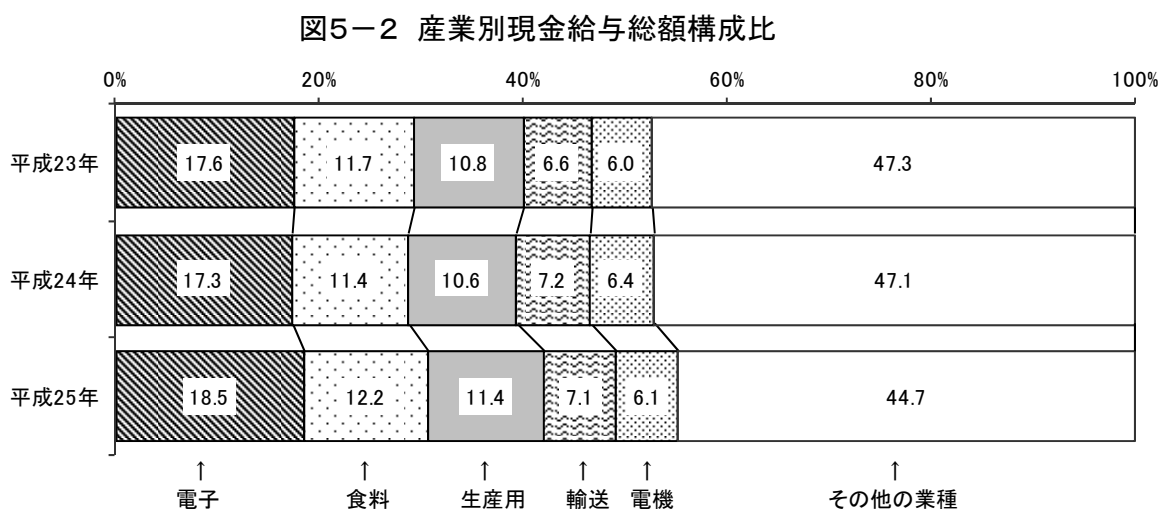 図5－2 産業別現金給与総額構成比
0% 20% 40% 60% 80% 100%
平成23年 17.6 11.7 10.8 6.6 6.0 47.3
平成24年 17.3 11.4 10.6 7.2 6.4 47.1
平成25年 18.5 12.2 11.4 7.1 6.1 44.7
↑ ↑ ↑ ↑ ↑ ↑
電子 食料 生産用 輸送 電機 その他の業種